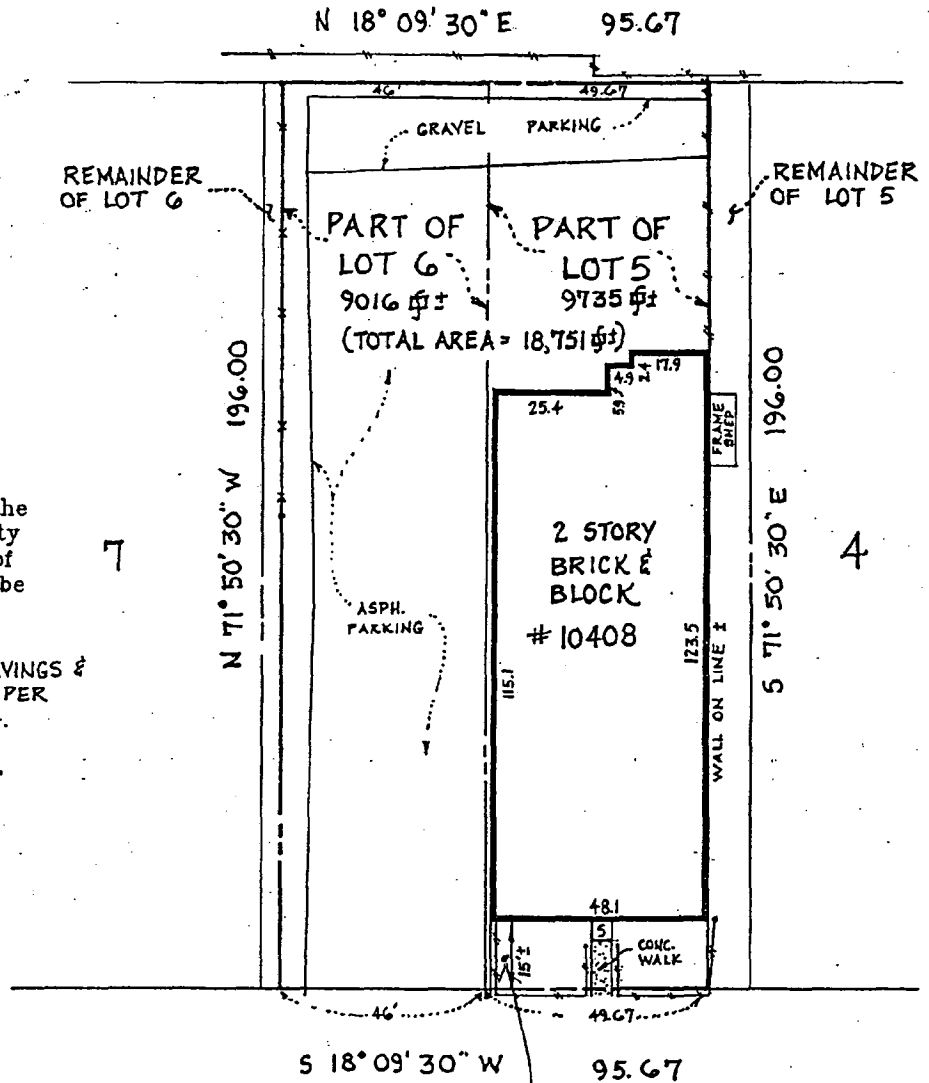 N 18° 09' 30" E 95.67
46' 49.67
GRAVEL PARKING
REMAINDER
OF LOT 6
REMAINDER
OF LOT 5
PART OF
LOT 6
9016 ±
PART OF
LOT 5
9735 ±
(TOTAL AREA = 18,751 ±)
N 71° 50' 30" W 196.00
S 71° 50' 30" E 196.00
25.4
4.9
2.4
17.9
FRAME
SHED
he
ty
of
be
7
4
2 STORY
BRICK &
BLOCK
# 10408
ASPH.
PARKING
115.1
123.5
WALL ON LINE ±
VINGS &
PER
48.1
S
CONC.
WALK
15'±
46' 49.67
S 18° 09' 30" W 95.67